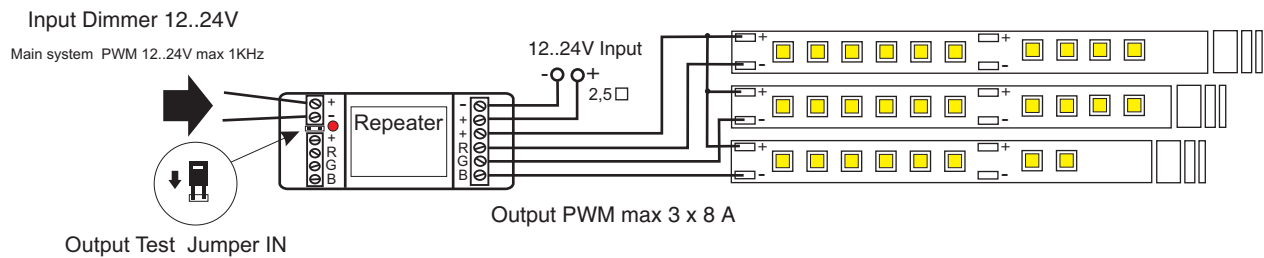 Input Dimmer 12..24V
Main system PWM 12..24V max 1KHz
12..24V Input
- +
2,5□
+
-
+
R
G
B
Repeater
-
+
+
R
G
B
+ +
- -
+ +
- -
+ +
- -
Output PWM max 3 x 8 A
Output Test Jumper IN